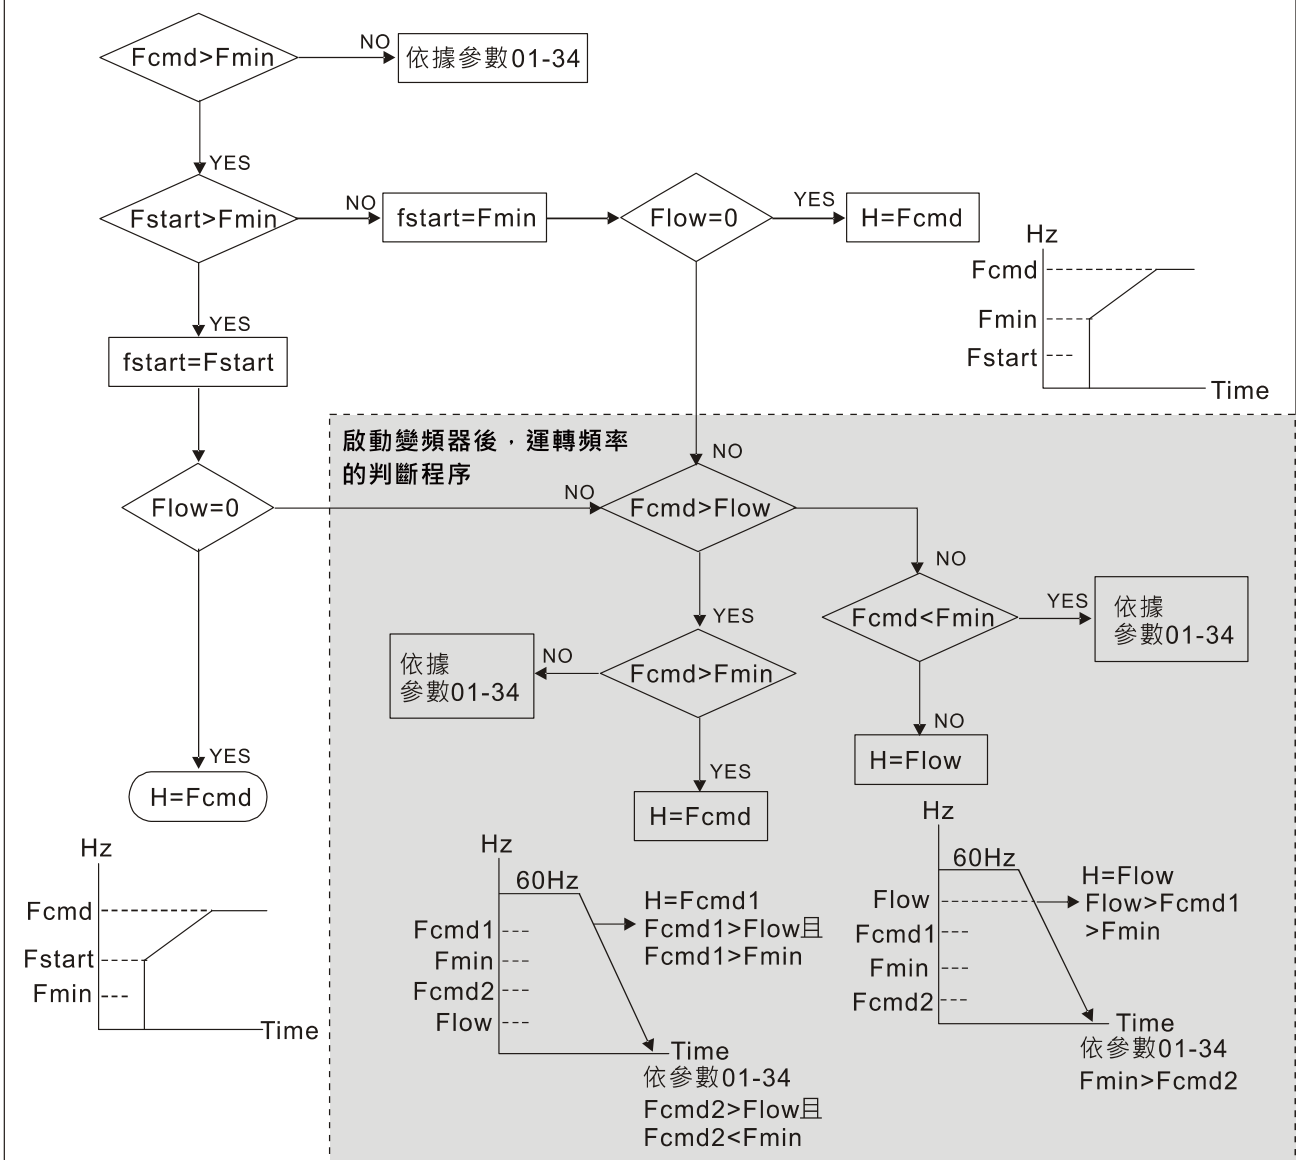 Fcmd>Fmin
NO
依據參數01-34
YES
Fstart>Fmin
NO
fstart=Fmin
Flow=0
YES
H=Fcmd
Hz
Fcmd
Fmin
Fstart
Time
YES
fstart=Fstart
啟動變頻器後，運轉頻率
的判斷程序
NO
Flow=0
NO
Fcmd>Flow
NO
Fcmd<Fmin
YES
依據
參數01-34
YES
依據
參數01-34
NO
Fcmd>Fmin
NO
H=Flow
YES
H=Fcmd
YES
H=Fcmd
Hz
Fcmd
Fstart
Fmin
Time
Hz
60Hz
Fcmd1
Fmin
Fcmd2
Flow
H=Fcmd1
Fcmd1>Flow且
Fcmd1>Fmin
Time
依參數01-34
Fcmd2>Flow且
Fcmd2<Fmin
Hz
60Hz
Flow
Fcmd1
Fmin
Fcmd2
H=Flow
Flow>Fcmd1
>Fmin
Time
依參數01-34
Fmin>Fcmd2